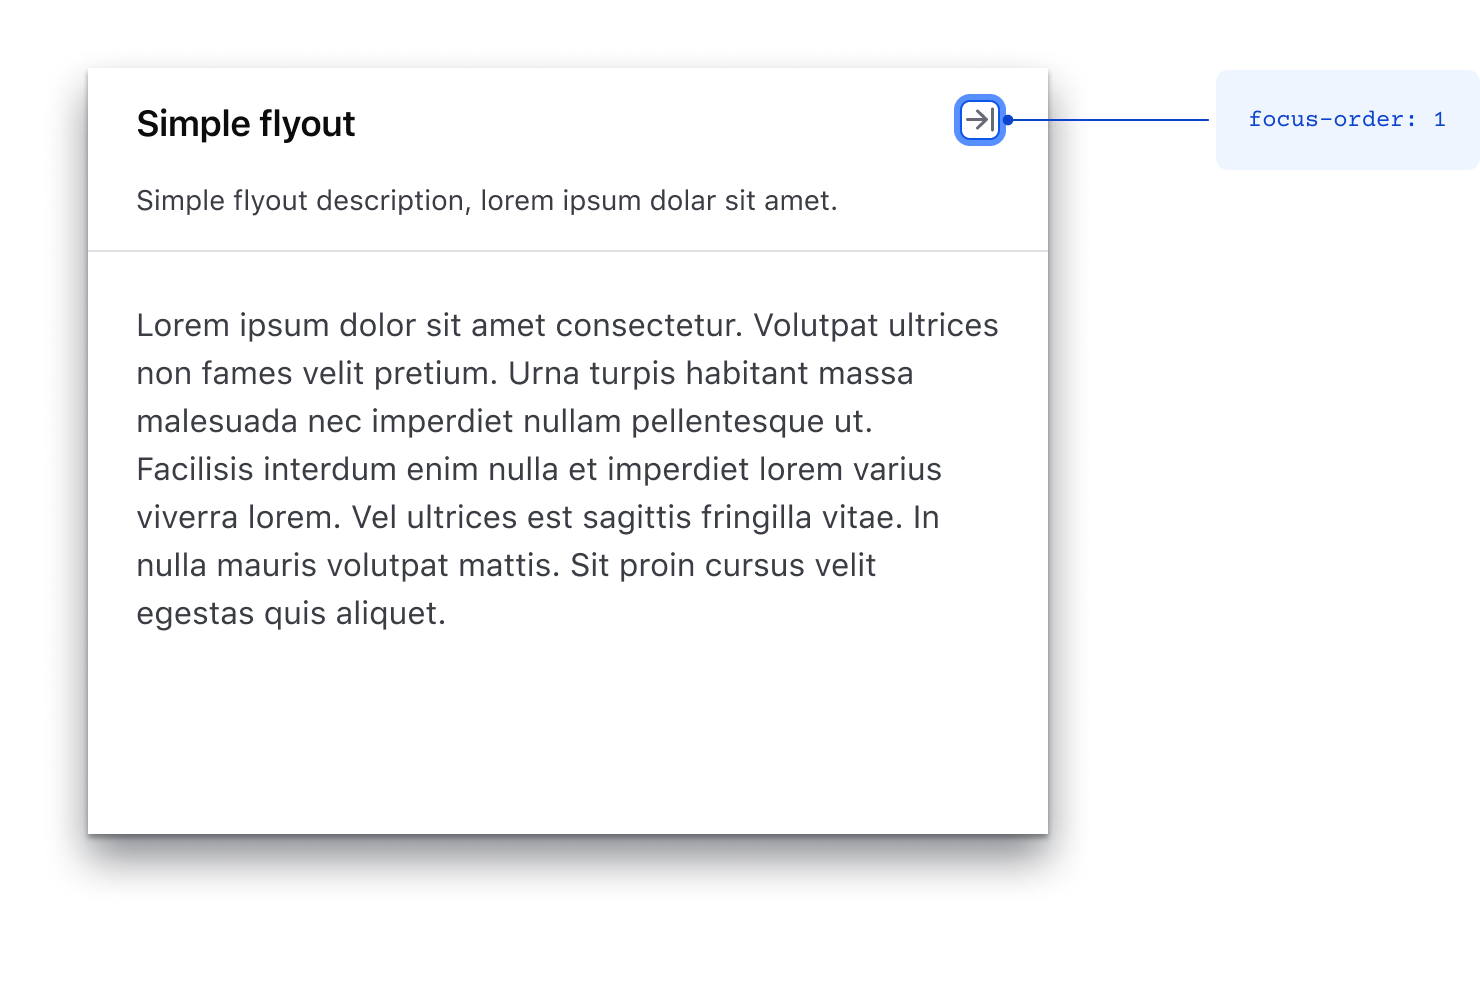 Simple flyout
focus-order: 1
Simple flyout description, lorem ipsum dolar sit amet.
Lorem ipsum dolor sit amet consectetur. Volutpat ultrices
non fames velit pretium. Urna turpis habitant massa
malesuada nec imperdiet nullam pellentesque ut.
Facilisis interdum enim nulla et imperdiet lorem varius
viverra lorem. Vel ultrices est sagittis fringilla vitae. In
nulla mauris volutpat mattis. Sit proin cursus velit
egestas quis aliquet.